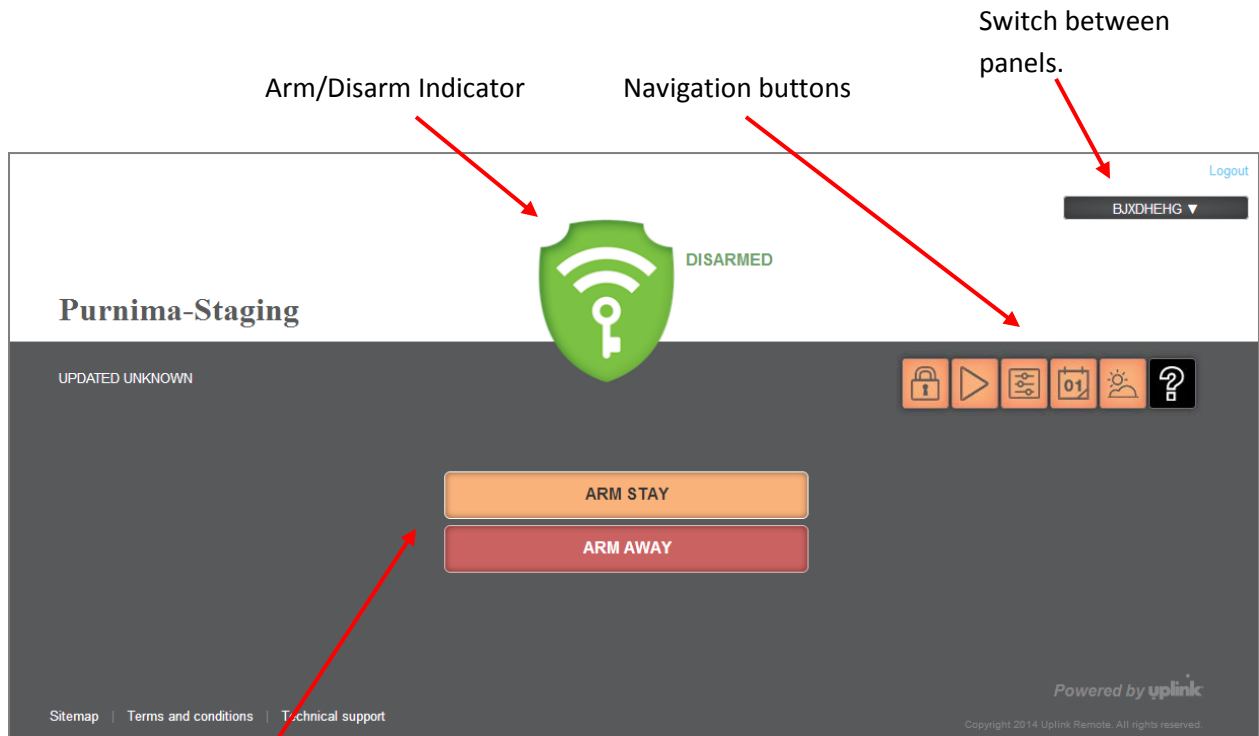 Switch between
panels.
Arm/Disarm Indicator
Navigation buttons
Logout
BJXDHEHG ▼
DISARMED
Purnima-Staging
UPDATED UNKNOWN
01
?
ARM STAY
ARM AWAY
Powered by uplink
Sitemap | Terms and conditions | Technical support
Copyright 2014 Uplink Remote. All rights reserved.